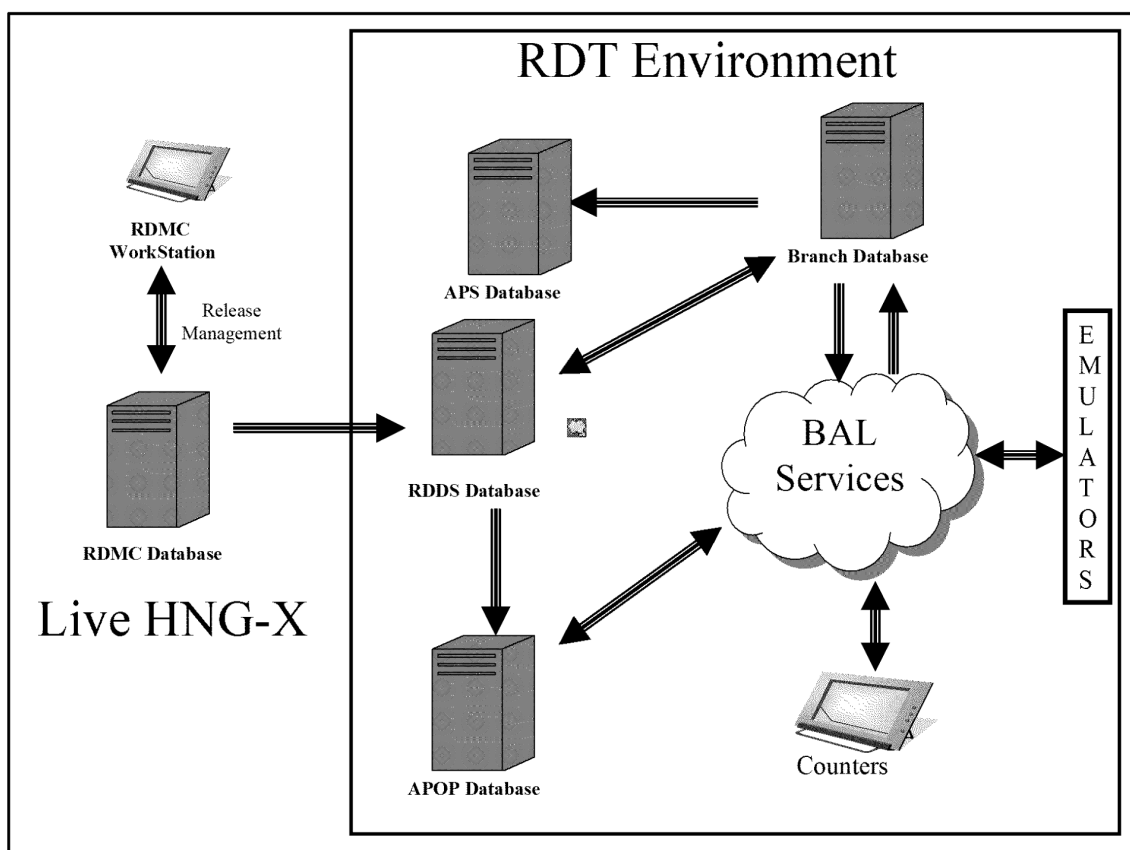 RDT Environment
RDMC
WorkStation
Release
Management
APS Database
Branch Database
RDMC Database
RDDS Database
BAL
Services
EMULATORS
Live HNG-X
APOP Database
Counters